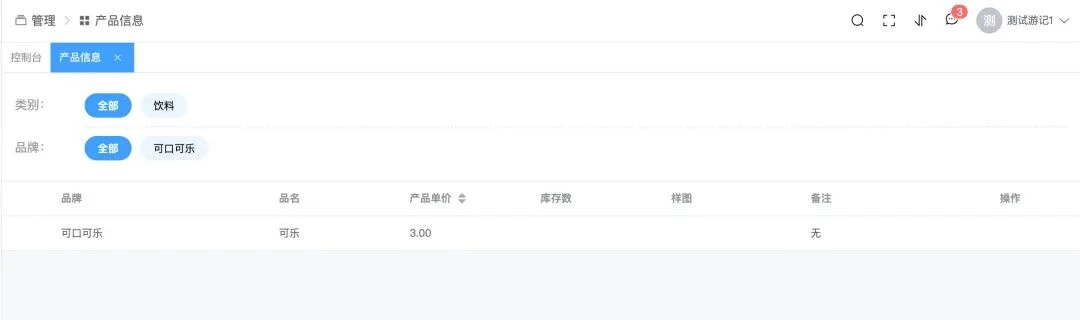 管理 产品信息 3 测 测试游记1
控制台 产品信息
类别： 全部 饮料
品牌： 全部 可口可乐
品牌 品名 产品单价 库存数 样图 备注 操作
可口可乐 可乐 3.00 无